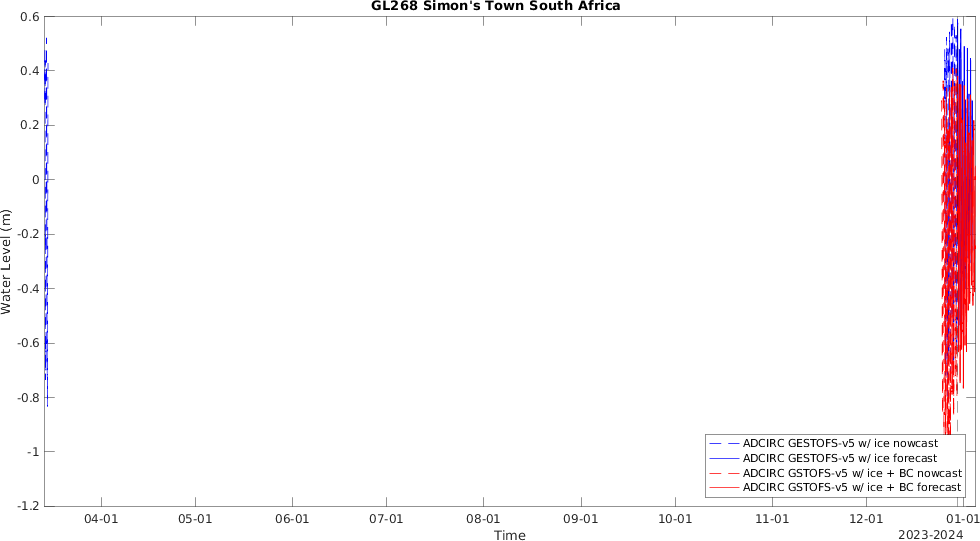 GL268 Simon's Town South Africa
0.6
0.4
0.2
0
-0.2
-0.4
-0.6
-0.8
-1
-1.2
Water Level (m)
ADCIRC GESTOFS-v5 w/ ice nowcast
ADCIRC GESTOFS-v5 w/ ice forecast
ADCIRC GSTOFS-v5 w/ ice + BC nowcast
ADCIRC GSTOFS-v5 w/ ice + BC forecast
04-01 05-01 06-01 07-01 08-01 09-01 10-01 11-01 12-01 01-01
Time
2023-2024